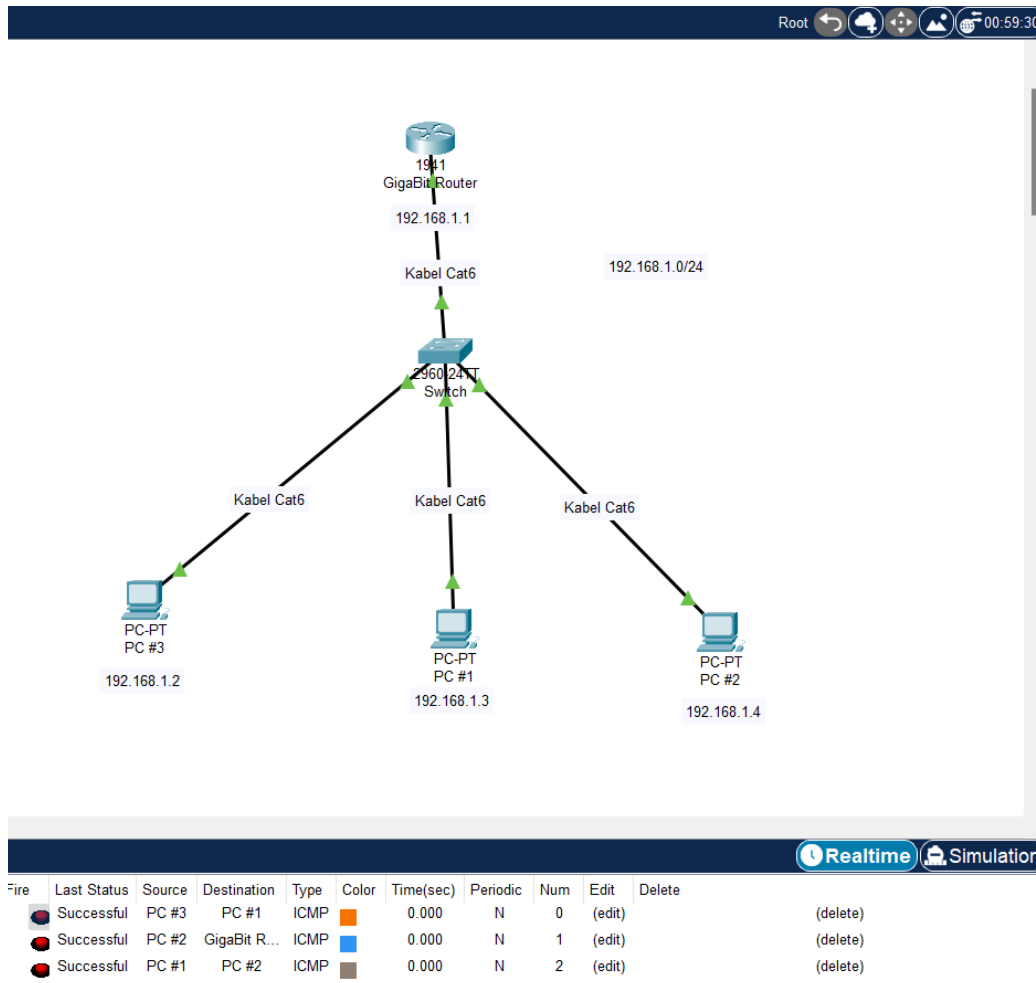 Root 00:59:30
1941
GigaBit Router
192.168.1.1
Kabel Cat6
192.168.1.0/24
2960-24TT
Switch
Kabel Cat6
Kabel Cat6
Kabel Cat6
PC-PT
PC #3
192.168.1.2
PC-PT
PC #1
192.168.1.3
PC-PT
PC #2
192.168.1.4
Realtime Simulation
Fire Last Status Source Destination Type Color Time(sec) Periodic Num Edit Delete
Successful PC #3 PC #1 ICMP 0.000 N 0 (edit) (delete)
Successful PC #2 GigaBit R... ICMP 0.000 N 1 (edit) (delete)
Successful PC #1 PC #2 ICMP 0.000 N 2 (edit) (delete)